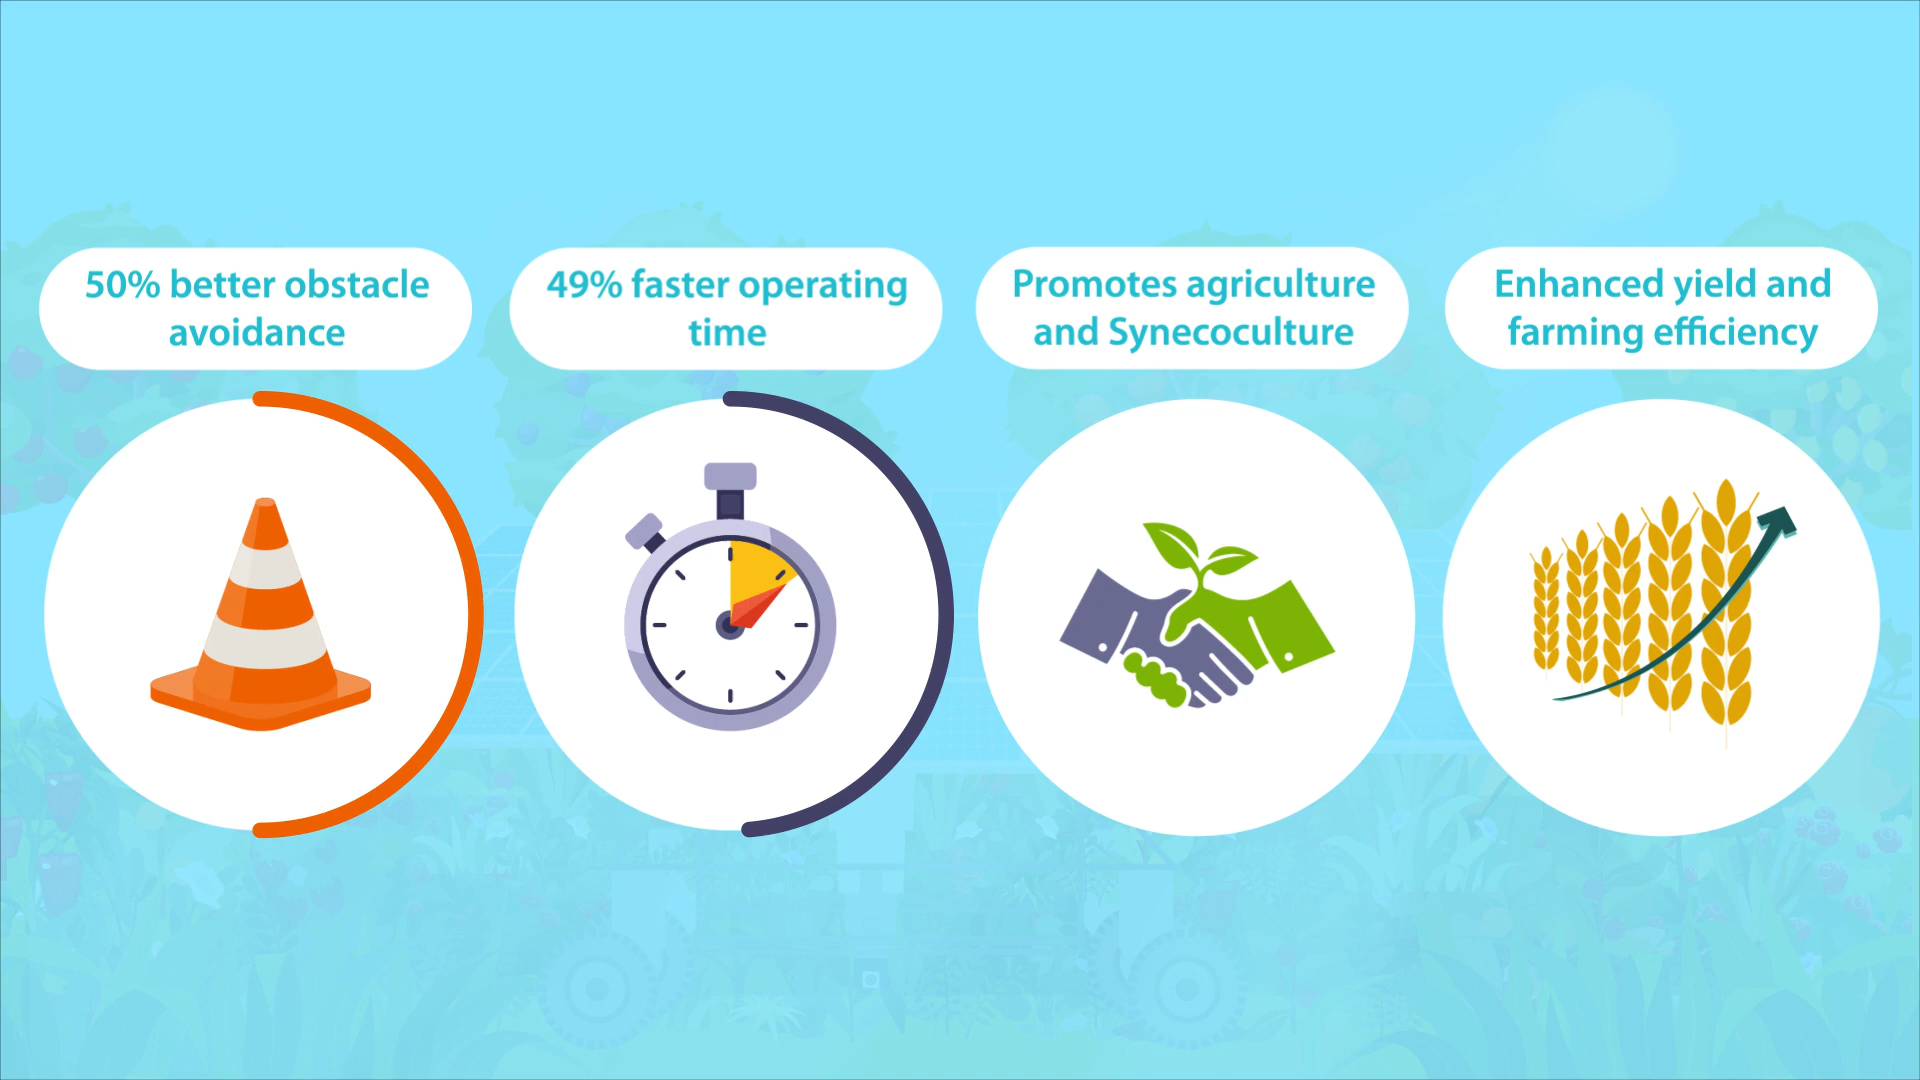 50% better obstacle
avoidance
49% faster operating
time
Promotes agriculture
and Synecoculture
Enhanced yield and
farming efficiency